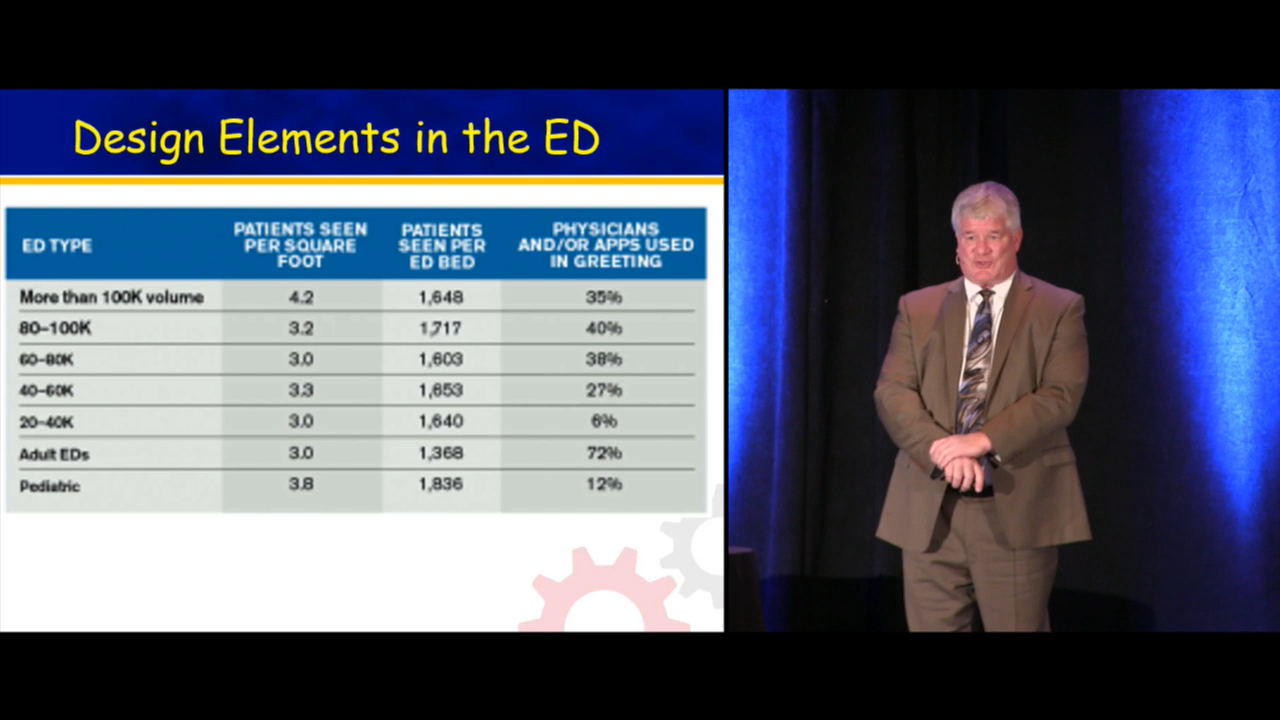 Design Elements in the ED
ED TYPE
PATIENTS SEEN
PER SQUARE
FOOT
PATIENTS
SEEN PER
ED BED
PHYSICIANS
AND/OR APPS USED
IN GREETING
More than 100K volume 4.2 1,648 35%
80–100K 3.2 1,717 40%
60–80K 3.0 1,603 38%
40–60K 3.3 1,653 27%
20–40K 3.0 1,640 6%
Adult EDs 3.0 1,368 72%
Pediatric 3.8 1,836 12%